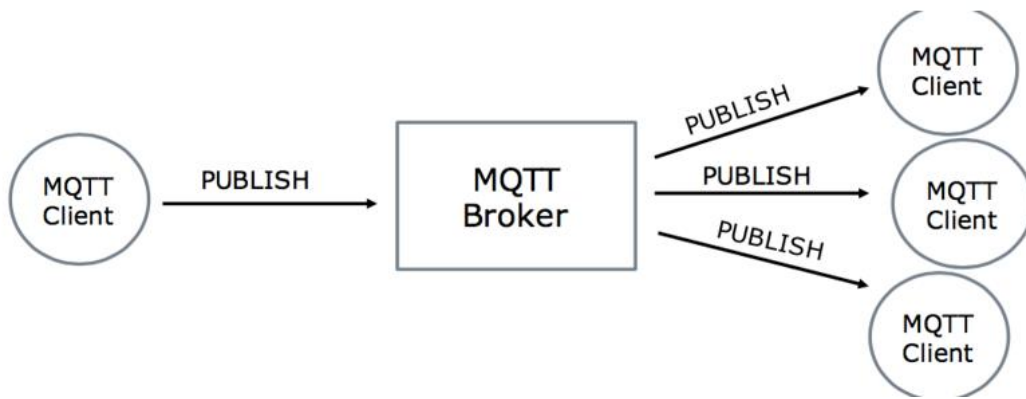 MQTT
Client
PUBLISH
MQTT
Broker
PUBLISH
PUBLISH
PUBLISH
MQTT
Client
MQTT
Client
MQTT
Client